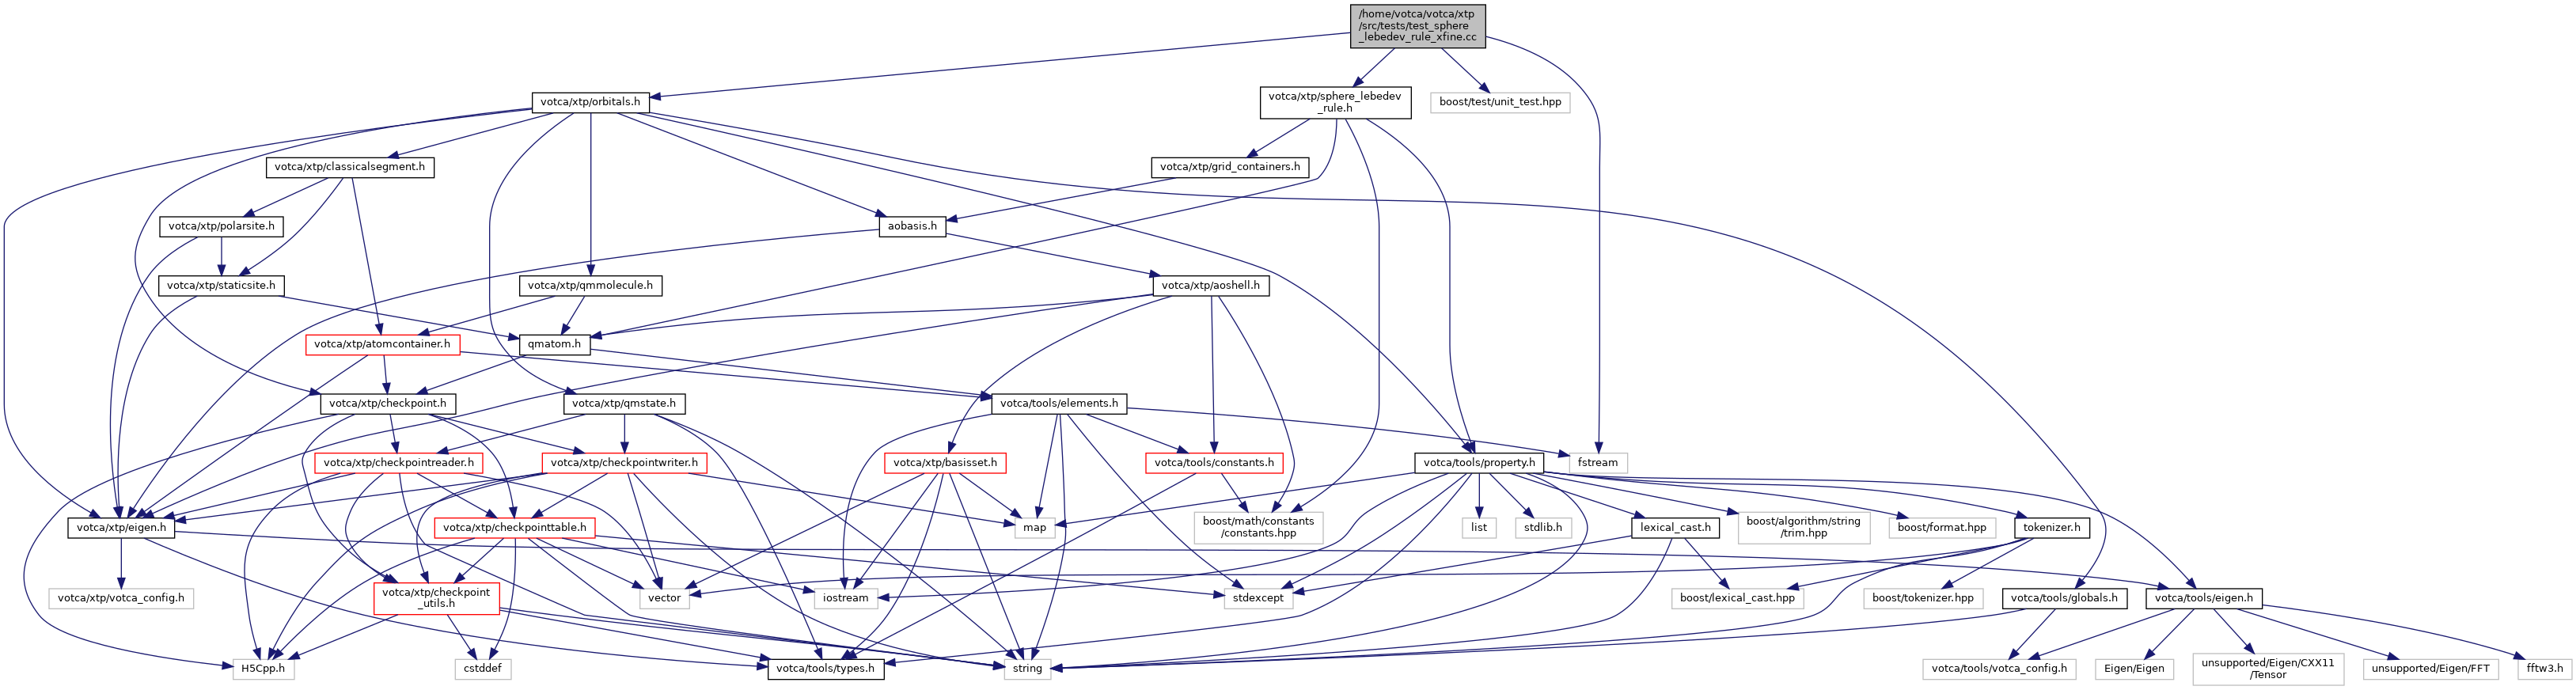 /home/votca/votca/xtp
/src/tests/test_sphere
_lebedev_rule_xfine.cc
votca/xtp/orbitals.h
votca/xtp/sphere_lebedev
_rule.h
boost/test/unit_test.hpp
votca/xtp/classicalsegment.h
votca/xtp/grid_containers.h
votca/xtp/polarsite.h
aobasis.h
votca/xtp/staticsite.h
votca/xtp/qmmolecule.h
votca/xtp/aoshell.h
votca/xtp/atomcontainer.h
qmatom.h
votca/xtp/checkpoint.h
votca/xtp/qmstate.h
votca/tools/elements.h
votca/xtp/checkpointreader.h
votca/xtp/checkpointwriter.h
votca/xtp/basisset.h
votca/tools/constants.h
votca/tools/property.h
fstream
votca/xtp/eigen.h
votca/xtp/checkpointtable.h
map
boost/math/constants
/constants.hpp
list
stdlib.h
lexical_cast.h
boost/algorithm/string
/trim.hpp
boost/format.hpp
tokenizer.h
votca/xtp/votca_config.h
votca/xtp/checkpoint
_utils.h
vector
iostream
stdexcept
boost/lexical_cast.hpp
boost/tokenizer.hpp
votca/tools/globals.h
votca/tools/eigen.h
H5Cpp.h
cstddef
votca/tools/types.h
string
votca/tools/votca_config.h
Eigen/Eigen
unsupported/Eigen/CXX11
/Tensor
unsupported/Eigen/FFT
fftw3.h